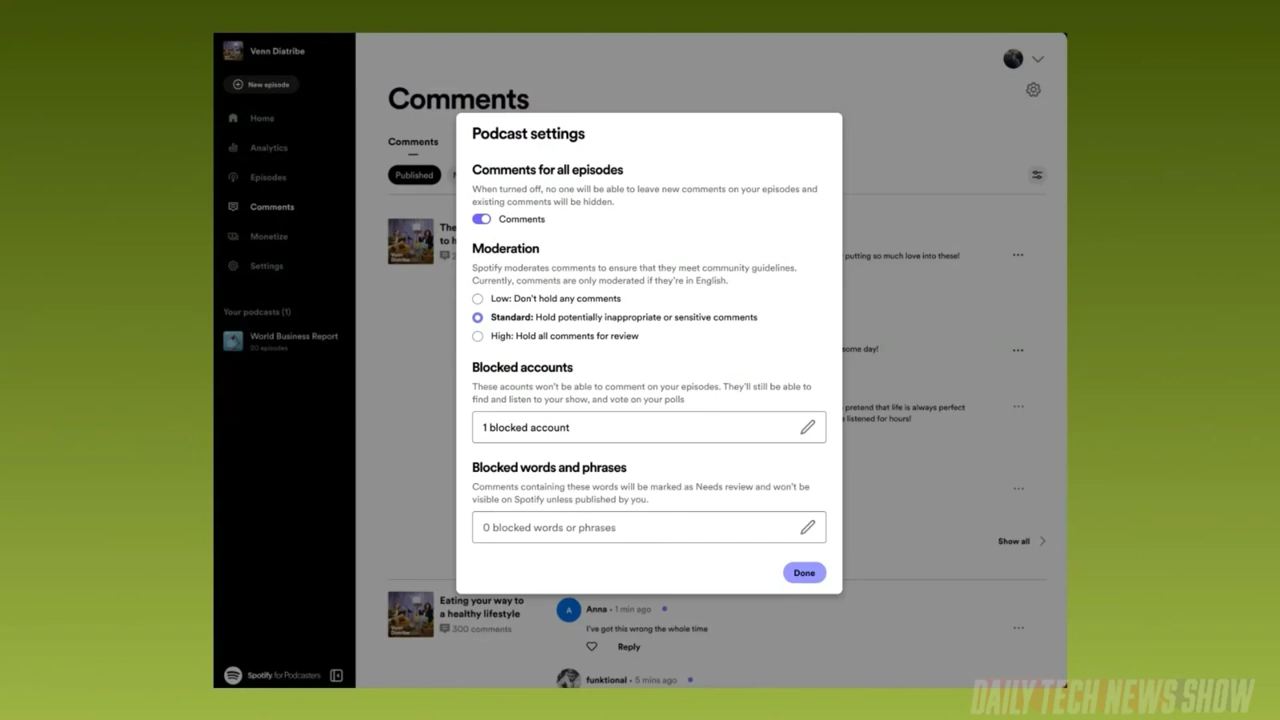 Venn Diatribe
New episode
Home
Analytics
Episodes
Comments
Monetize
Settings
Your podcasts (1)
World Business Report
20 episodes
Spotify for Podcasters
Comments
Comments
Published
The
to h
putting so much love into these!
some day!
pretend that life is always perfect
listened for hours!
Show all
Podcast settings
Comments for all episodes
When turned off, no one will be able to leave new comments on your episodes and
existing comments will be hidden.
Comments
Moderation
Spotify moderates comments to ensure that they meet community guidelines.
Currently, comments are only moderated if they're in English.
Low: Don't hold any comments
Standard: Hold potentially inappropriate or sensitive comments
High: Hold all comments for review
Blocked accounts
These acounts won't be able to comment on your episodes. They'll still be able to
find and listen to your show, and vote on your polls
1 blocked account
Blocked words and phrases
Comments containing these words will be marked as Needs review and won't be
visible on Spotify unless published by you.
0 blocked words or phrases
Done
Eating your way to
a healthy lifestyle
300 comments
A
Anna • 1 min ago
I've got this wrong the whole time
Reply
funktional • 5 mins ago
DAILY TECH NEWS SHOW